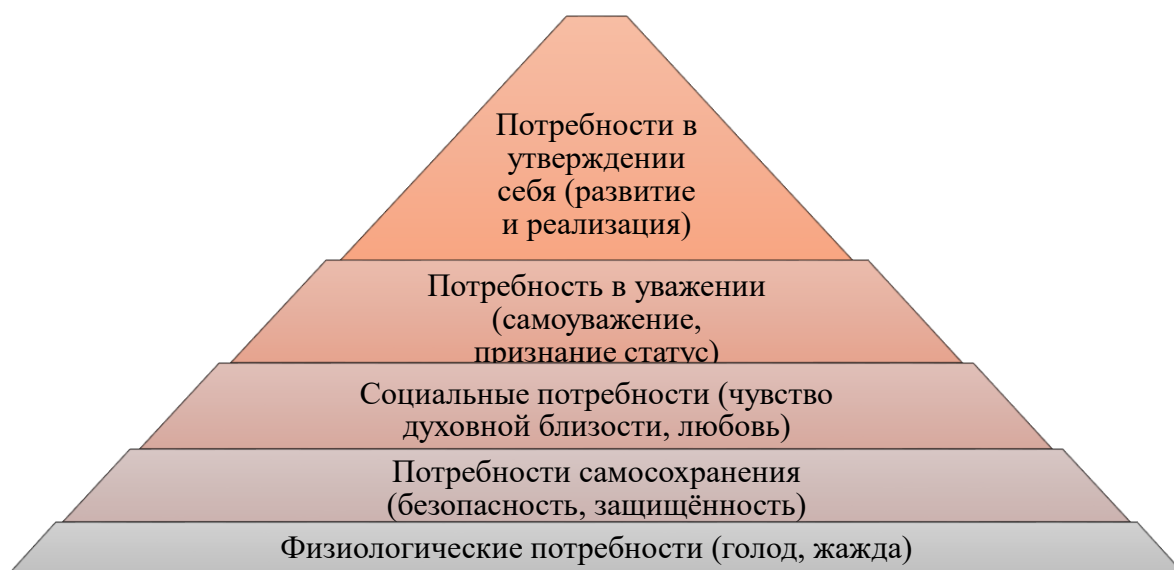 Потребности в
утверждении
себя (развитие
и реализация)
Потребность в уважении
(самоуважение,
признание статус)
Социальные потребности (чувство
духовной близости, любовь)
Потребности самосохранения
(безопасность, защищённость)
Физиологические потребности (голод, жажда)